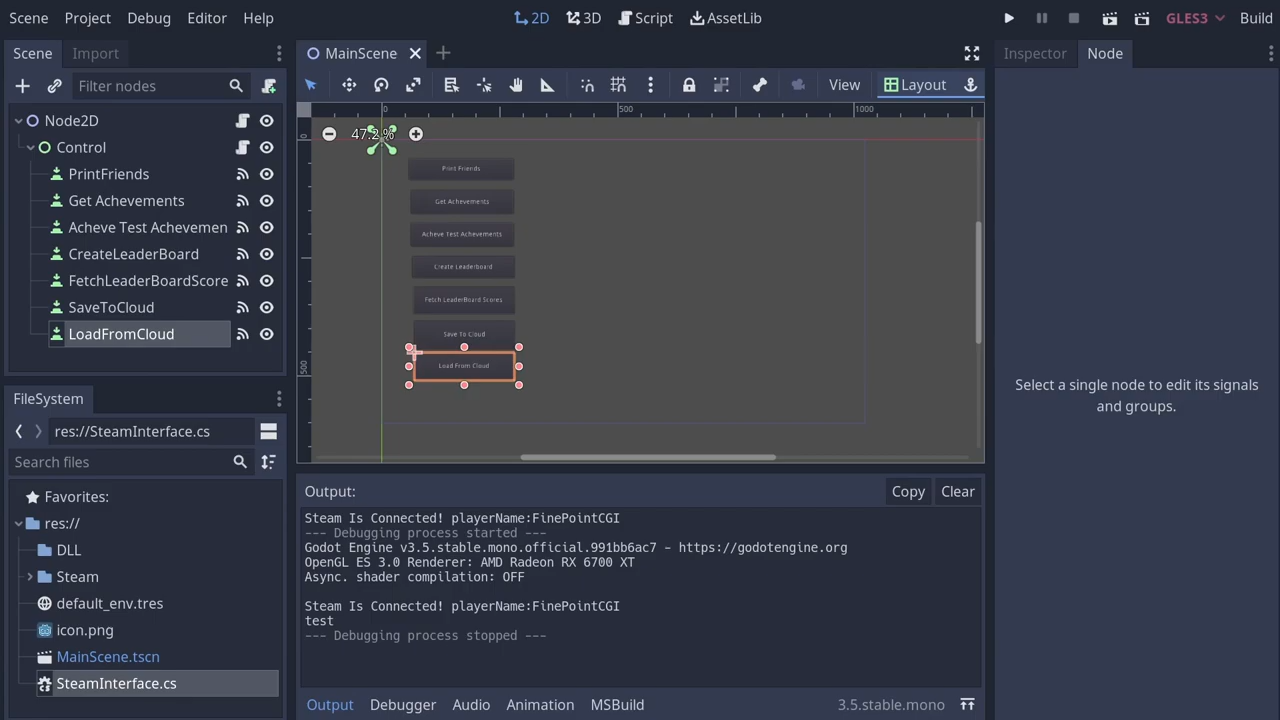 Scene
Project
Debug
Editor
Help
2D
3D
Script
AssetLib
GLES3
Build
Scene
Import
MainScene
Inspector
Node
Filter nodes
View
Layout
Node2D
Control
PrintFriends
Get Achevements
Acheve Test Achevemen
CreateLeaderBoard
FetchLeaderBoardScore
SaveToCloud
LoadFromCloud
0
500
1000
0
500
47.2 %
Print Friends
Get Achevements
Acheve Test Achevements
Create Leaderboard
Fetch LeaderBoard Scores
Save To Cloud
Load From Cloud
Select a single node to edit its signals
and groups.
FileSystem
res://SteamInterface.cs
Search files
Favorites:
res://
DLL
Steam
default_env.tres
icon.png
MainScene.tscn
SteamInterface.cs
Output:
Copy
Clear
Steam Is Connected! playerName:FinePointCGI
--- Debugging process started ---
Godot Engine v3.5.stable.mono.official.991bb6ac7 - https://godotengine.org
OpenGL ES 3.0 Renderer: AMD Radeon RX 6700 XT
Async. shader compilation: OFF
Steam Is Connected! playerName:FinePointCGI
test
--- Debugging process stopped ---
Output
Debugger
Audio
Animation
MSBuild
3.5.stable.mono